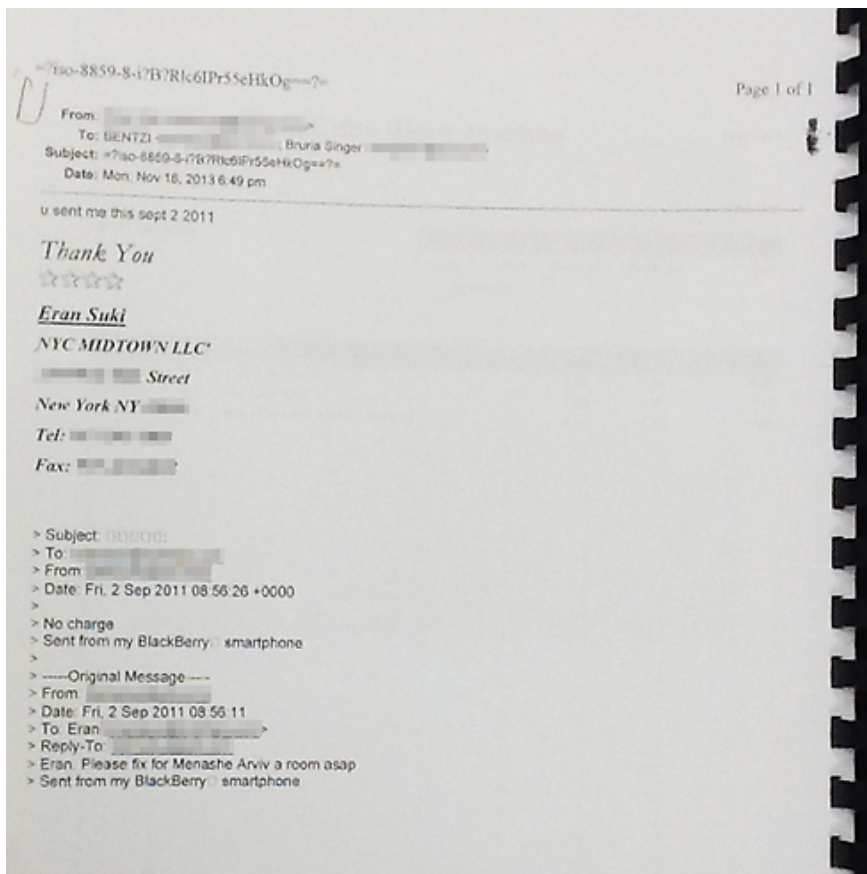 =?iso-8859-8-i?B?Rlc6IPr55eHkOg==?=
Page 1 of 1
From:
To: BENTZI , Bruria Singer
Subject: =?iso-8859-8-i?B?Rlc6IPr55eHkOg==?=
Date: Mon, Nov 18, 2013 6:49 pm
u sent me this sept 2 2011
Thank You
☆☆☆☆
Eran Suki
NYC MIDTOWN LLC'
Street
New York NY
Tel:
Fax:
> Subject:
> To:
> From:
> Date: Fri, 2 Sep 2011 08:56:26 +0000
>
> No charge
> Sent from my BlackBerry smartphone
>
> -----Original Message-----
> From:
> Date: Fri, 2 Sep 2011 08:56:11
> To: Eran >
> Reply-To:
> Eran. Please fix for Menashe Arviv a room asap
> Sent from my BlackBerry smartphone